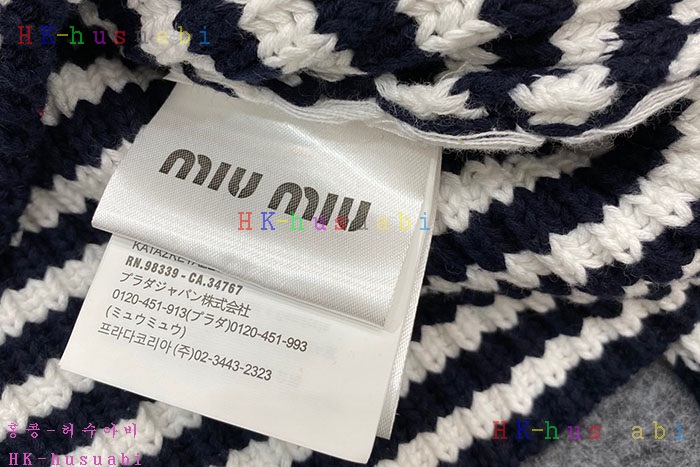 HK-husuabi
miu miu
HK-husuabi
RN.98339 - CA.34767
プラダジャパン株式会社
0120-451-913(プラダ)0120-451-993
(ミュウミュウ)
프라다코리아(주)02-3443-2323
홍콩-허수아비
HK-husuabi
HK-hus abi